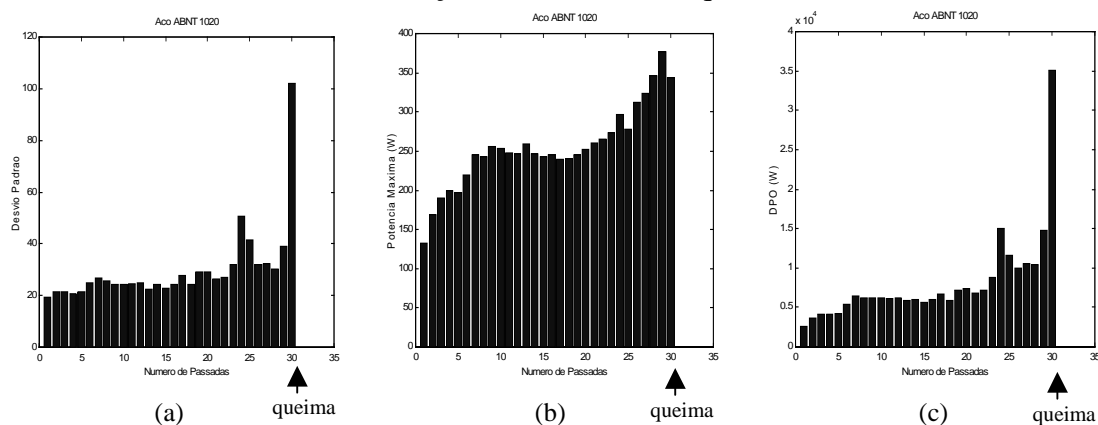 Aco ABNT 1020
Desvio Padrao
120
100
80
60
40
20
0
0 5 10 15 20 25 30 35
Numero de Passadas
queima
(a)
Aco ABNT 1020
Potencia Maxima (W)
400
350
300
250
200
150
100
50
0
0 5 10 15 20 25 30 35
Numero de Passadas
queima
(b)
x 10^4
Aco ABNT 1020
DPO (W)
4
3.5
3
2.5
2
1.5
1
0.5
0
0 5 10 15 20 25 30 35
Numero de Passadas
queima
(c)